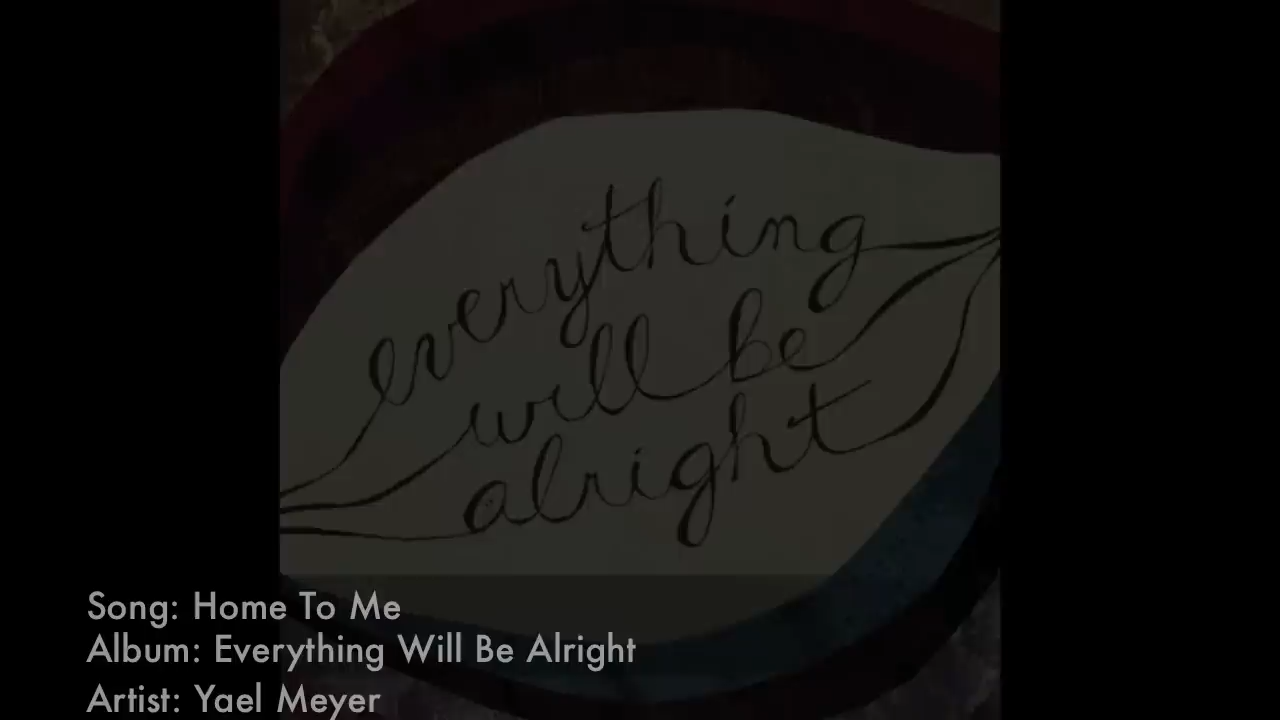 everything
will be
alright
Song: Home To Me
Album: Everything Will Be Alright
Artist: Yael Meyer